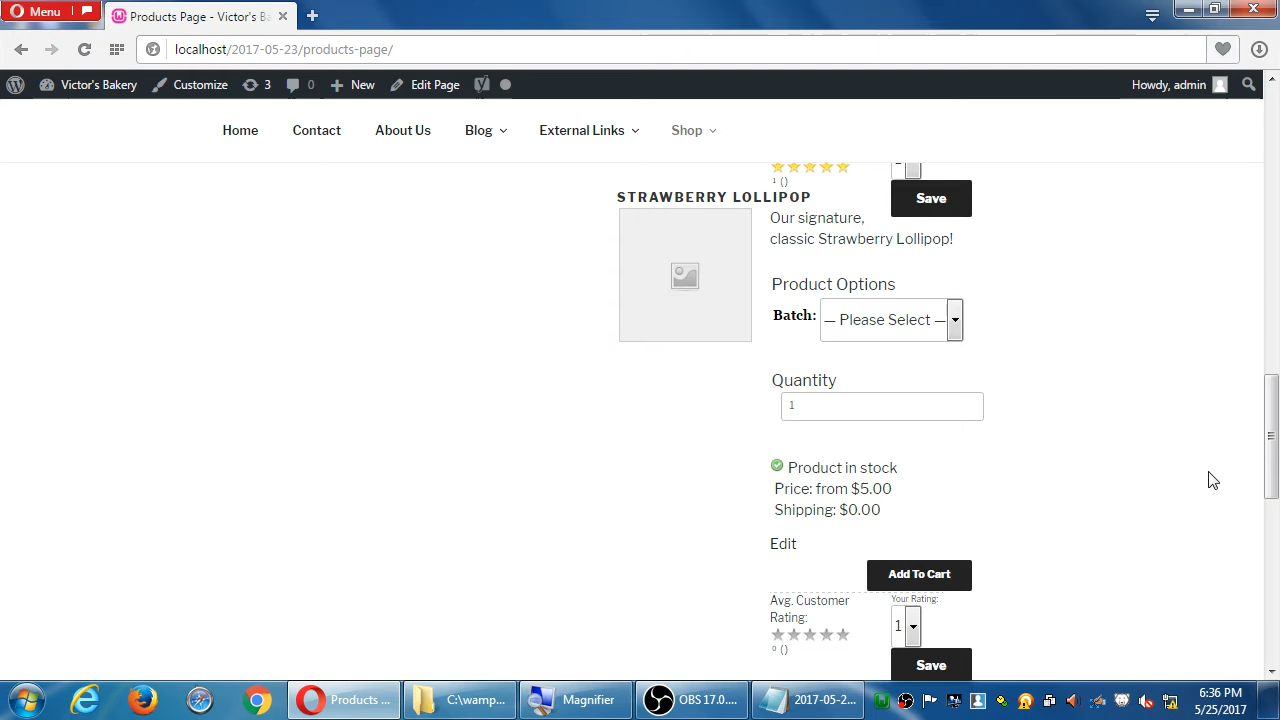 Menu
Products Page - Victor's Ba
localhost/2017-05-23/products-page/
Victor's Bakery Customize 3 0 New Edit Page Howdy, admin
Home Contact About Us Blog External Links Shop
1 ()
STRAWBERRY LOLLIPOP
Save
Our signature,
classic Strawberry Lollipop!
Product Options
Batch: — Please Select —
Quantity
1
Product in stock
Price: from $5.00
Shipping: $0.00
Edit
Add To Cart
Avg. Customer Your Rating:
Rating:
1
0 ()
Save
Products ... C:\wamp... Magnifier OBS 17.0.... 2017-05-2...
6:36 PM
5/25/2017